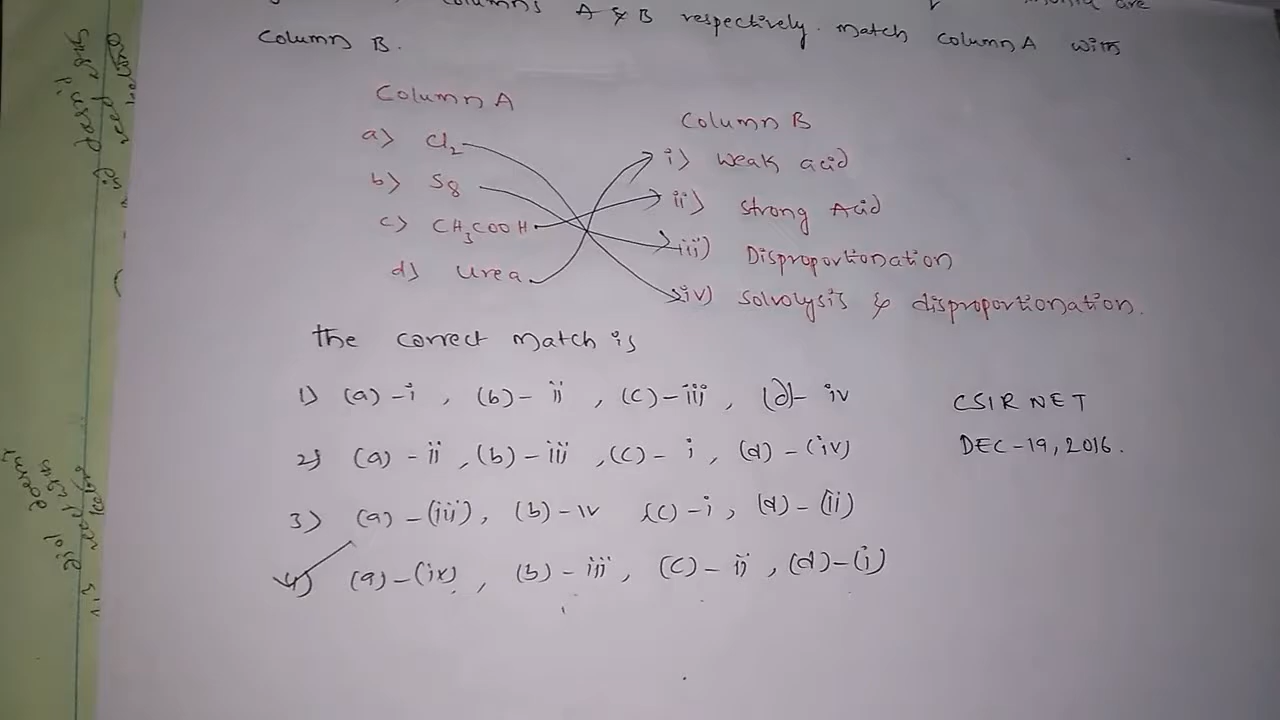 columns A & B respectively. match column A with
column B.
Column A
Column B
a) Cl₂
i) weak acid
b) S8
ii) strong Acid
c) CH₃COOH
iii) Disproportionation
d) Urea
iv) solvolysis & disproportionation.
the correct match is
1) (a)-i, (b)-ii, (c)-iii, (d)-iv
CSIR NET
2) (a)-ii, (b)-iii, (c)-i, (d)-(iv)
DEC-19, 2016.
3) (a)-(iii), (b)-iv (c)-i, (d)-(ii)
4) (a)-(iv), (b)-iii, (c)-ii, (d)-(i)